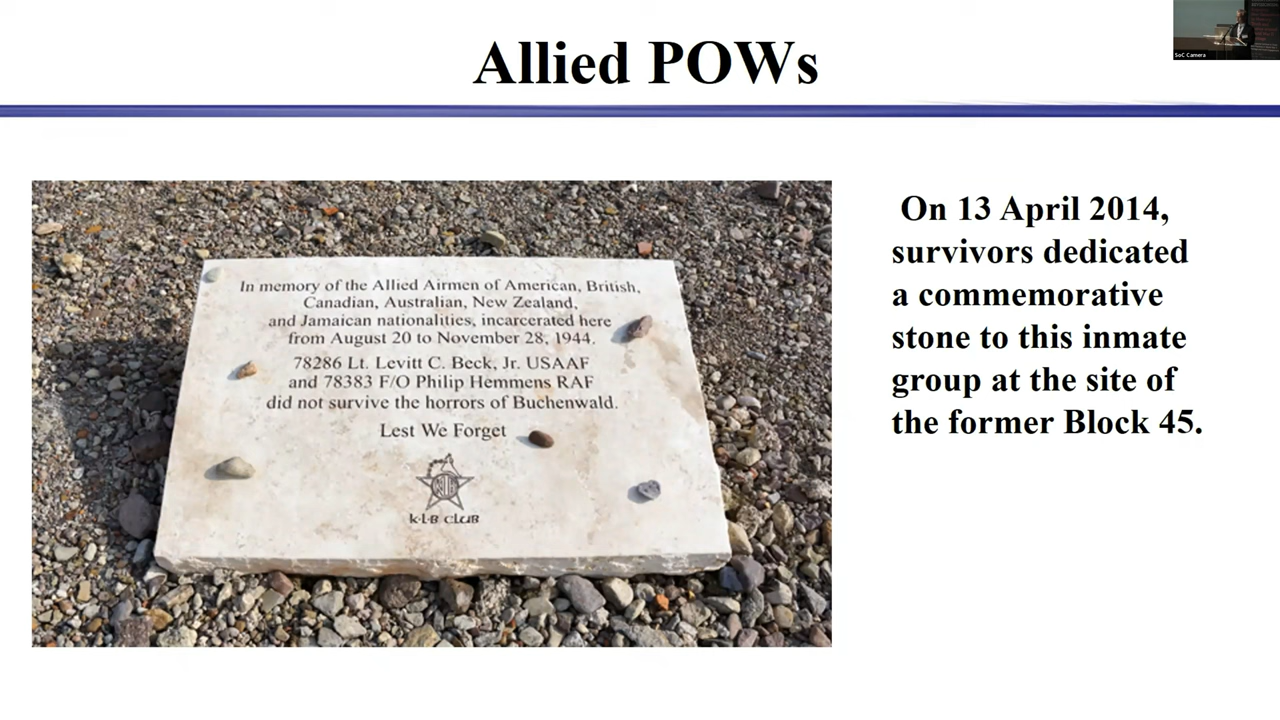 Allied POWs
SoC Camera
In memory of the Allied Airmen of American, British,
Canadian, Australian, New Zealand,
and Jamaican nationalities, incarcerated here
from August 20 to November 28, 1944.
78286 Lt. Levitt C. Beck, Jr. USAAF
and 78383 F/O Philip Hemmens RAF
did not survive the horrors of Buchenwald.
Lest We Forget
K·L·B CLUB
On 13 April 2014,
survivors dedicated
a commemorative
stone to this inmate
group at the site of
the former Block 45.